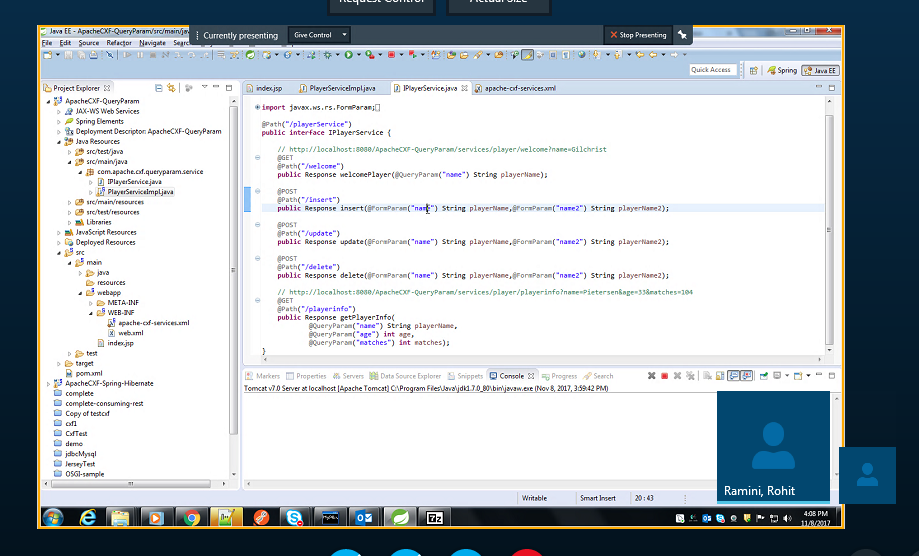 Request Control
Actual Size
Java EE - ApacheCXF-QueryParam/src/main/jav
Currently presenting
Give Control
Stop Presenting
File Edit Source Refactor Navigate Search
Quick Access
Spring
Java EE
Project Explorer
index.jsp
PlayerServiceImpl.java
IPlayerService.java
apache-cxf-services.xml
ApacheCXF-QueryParam
JAX-WS Web Services
Spring Elements
Deployment Descriptor: ApacheCXF-QueryParam
Java Resources
src/test/java
src/main/java
com.apache.cxf.queryparam.service
IPlayerService.java
PlayerServiceImpl.java
src/main/resources
src/test/resources
Libraries
JavaScript Resources
Deployed Resources
src
main
java
resources
webapp
META-INF
WEB-INF
apache-cxf-services.xml
web.xml
index.jsp
test
target
pom.xml
ApacheCXF-Spring-Hibernate
complete
complete-consuming-rest
Copy of testcxf
cxf1
CxfTest
demo
jdbcMysql
JerseyTest
OSGI-sample
import javax.ws.rs.FormParam;
@Path("/playerService")
public interface IPlayerService {
// http://localhost:8080/ApacheCXF-QueryParam/services/player/welcome?name=Gilchrist
@GET
@Path("/welcome")
public Response welcomePlayer(@QueryParam("name") String playerName);
@POST
@Path("/insert")
public Response insert(@FormParam("name") String playerName,@FormParam("name2") String playerName2);
@POST
@Path("/update")
public Response update(@FormParam("name") String playerName,@FormParam("name2") String playerName2);
@POST
@Path("/delete")
public Response delete(@FormParam("name") String playerName,@FormParam("name2") String playerName2);
// http://localhost:8080/ApacheCXF-QueryParam/services/player/playerinfo?name=Pietersen&age=33&matches=104
@GET
@Path("/playerinfo")
public Response getPlayerInfo(
@QueryParam("name") String playerName,
@QueryParam("age") int age,
@QueryParam("matches") int matches);
}
Markers
Properties
Servers
Data Source Explorer
Snippets
Console
Progress
Search
Tomcat v7.0 Server at localhost [Apache Tomcat] C:\Program Files\Java\jdk1.7.0_80\bin\javaw.exe (Nov 8, 2017, 3:59:42 PM)
Ramini, Rohit
Writable
Smart Insert
20 : 43
4:08 PM
11/8/2017